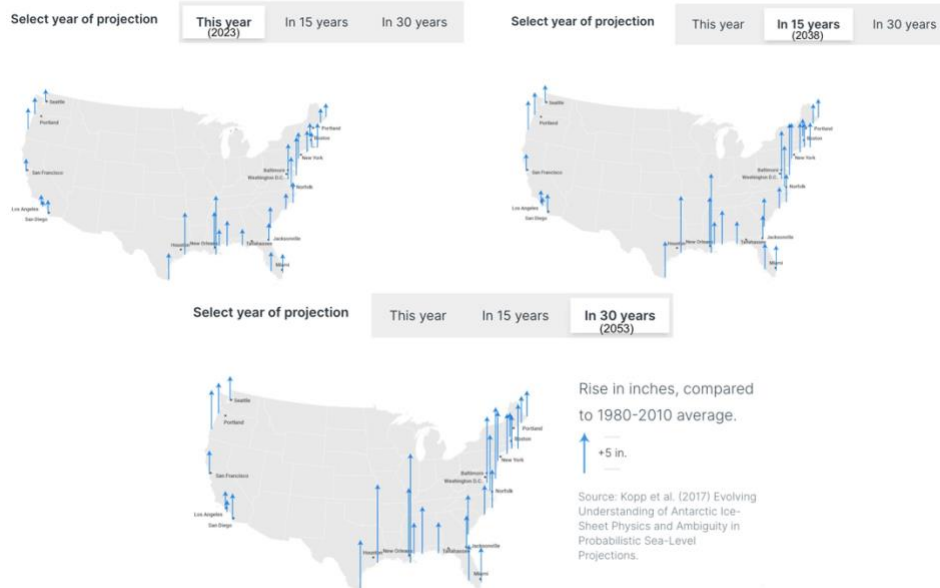 Select year of projection
This year
(2023)
In 15 years
In 30 years
Seattle
Portland
San Francisco
Los Angeles
San Diego
Houston
New Orleans
Tallahassee
Jacksonville
Miami
Norfolk
Washington D.C.
Baltimore
New York
Boston
Portland
Select year of projection
This year
In 15 years
(2038)
In 30 years
Seattle
Portland
San Francisco
Los Angeles
San Diego
Houston
New Orleans
Tallahassee
Jacksonville
Miami
Norfolk
Washington D.C.
Baltimore
New York
Boston
Portland
Select year of projection
This year
In 15 years
In 30 years
(2053)
Seattle
Portland
San Francisco
Los Angeles
San Diego
Houston
New Orleans
Tallahassee
Jacksonville
Miami
Norfolk
Washington D.C.
Baltimore
New York
Boston
Portland
Rise in inches, compared
to 1980-2010 average.
+5 in.
Source: Kopp et al. (2017) Evolving
Understanding of Antarctic Ice-
Sheet Physics and Ambiguity in
Probabilistic Sea-Level
Projections.